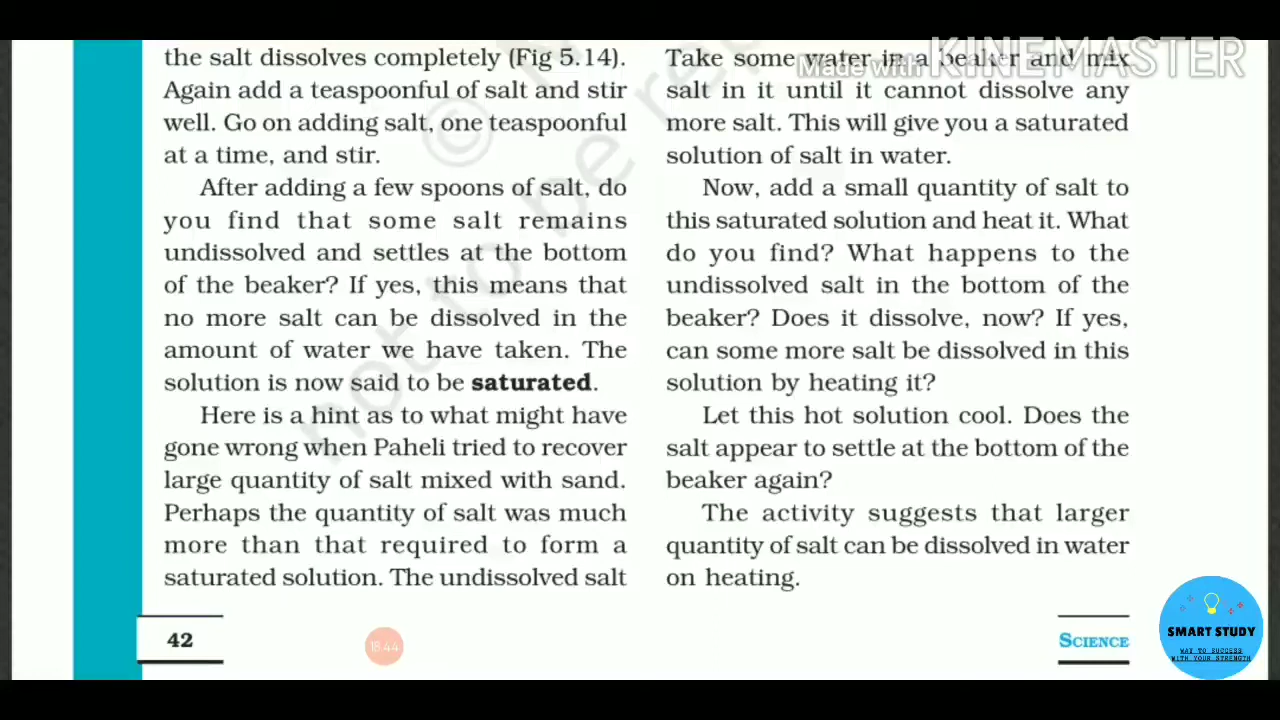 the salt dissolves completely (Fig 5.14).
Again add a teaspoonful of salt and stir
well. Go on adding salt, one teaspoonful
at a time, and stir.
After adding a few spoons of salt, do
you find that some salt remains
undissolved and settles at the bottom
of the beaker? If yes, this means that
no more salt can be dissolved in the
amount of water we have taken. The
solution is now said to be saturated.
Here is a hint as to what might have
gone wrong when Paheli tried to recover
large quantity of salt mixed with sand.
Perhaps the quantity of salt was much
more than that required to form a
saturated solution. The undissolved salt
42
18:44
Made with KINEMASTER
Take some water in a beaker and mix
salt in it until it cannot dissolve any
more salt. This will give you a saturated
solution of salt in water.
Now, add a small quantity of salt to
this saturated solution and heat it. What
do you find? What happens to the
undissolved salt in the bottom of the
beaker? Does it dissolve, now? If yes,
can some more salt be dissolved in this
solution by heating it?
Let this hot solution cool. Does the
salt appear to settle at the bottom of the
beaker again?
The activity suggests that larger
quantity of salt can be dissolved in water
on heating.
SCIENCE
SMART STUDY
WAY TO SUCCESS
WITH YOUR STRENGTH
©
not to be re